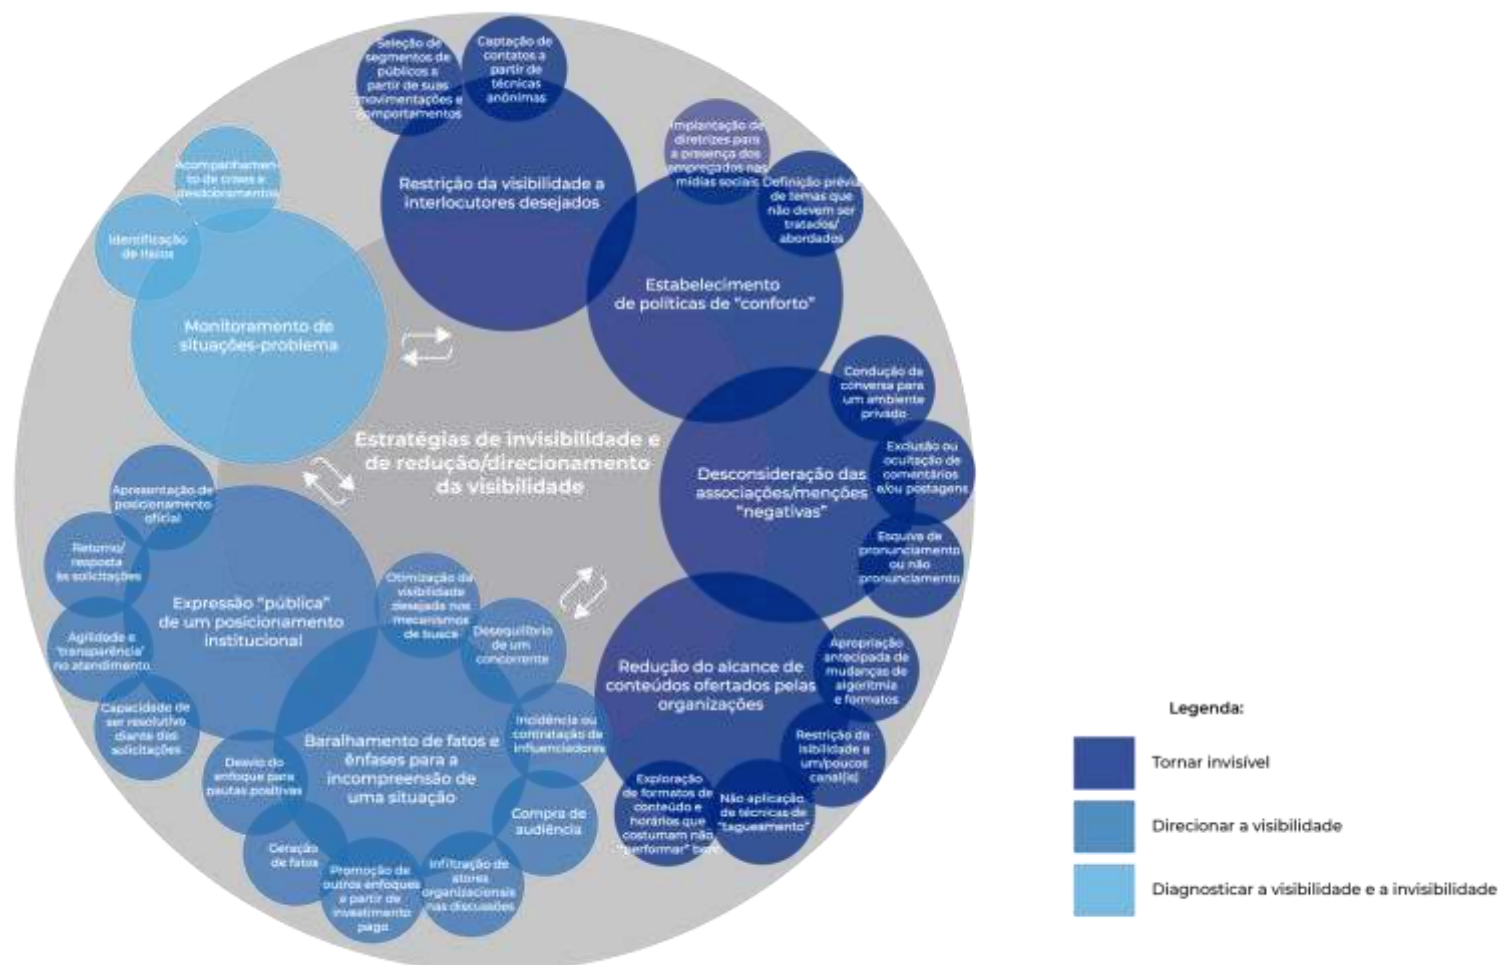 Seleção de
segmentos de
públicos a
partir de suas
movimentações e
comportamentos
Captação de
contatos a
partir de
técnicas
anônimas
Restrição da visibilidade a
interlocutores desejados
Implantação de
diretrizes para
a presença dos
empregados nas
mídias sociais
Definição prévia
de temas que
não devem ser
tratados/
abordados
Estabelecimento
de políticas de "conforto"
Acompanhamen-
to de crises e
desdobramentos
Identificação
de riscos
Monitoramento de
situações-problema
Estratégias de invisibilidade e
de redução/direcionamento
da visibilidade
Condução da
conversa para
um ambiente
privado
Exclusão ou
ocultação de
comentários
e/ou postagens
Esquiva de
pronunciamento
ou não
pronunciamento
Desconsideração das
associações/menções
"negativas"
Apresentação de
posicionamento
oficial
Retorno/
resposta
às solicitações
Agilidade e
'transparência'
no atendimento
Capacidade de
ser resolutivo
diante das
solicitações
Expressão "pública"
de um posicionamento
institucional
Otimização da
visibilidade
desejada nos
mecanismos
de busca
Desequilíbrio
de um
concorrente
Incidência ou
contratação de
influenciadores
Compra de
audiência
Infiltração de
atores
organizacionais
nas discussões
Promoção de
outros enfoques
a partir de
investimento
pago
Geração
de fatos
Desvio do
enfoque para
pautas positivas
Baralhamento de fatos e
ênfases para a
incompreensão de
uma situação
Redução do alcance de
conteúdos ofertados pelas
organizações
Apropriação
antecipada de
mudanças de
algoritmia
e formatos
Restrição da
isibilidade a
um/poucos
canal(is)
Não aplicação
de técnicas de
"tagueamento"
Exploração
de formatos de
conteúdo e
horários que
costumam não
"performar" bem
Legenda:
Tornar invisível
Direcionar a visibilidade
Diagnosticar a visibilidade e a invisibilidade